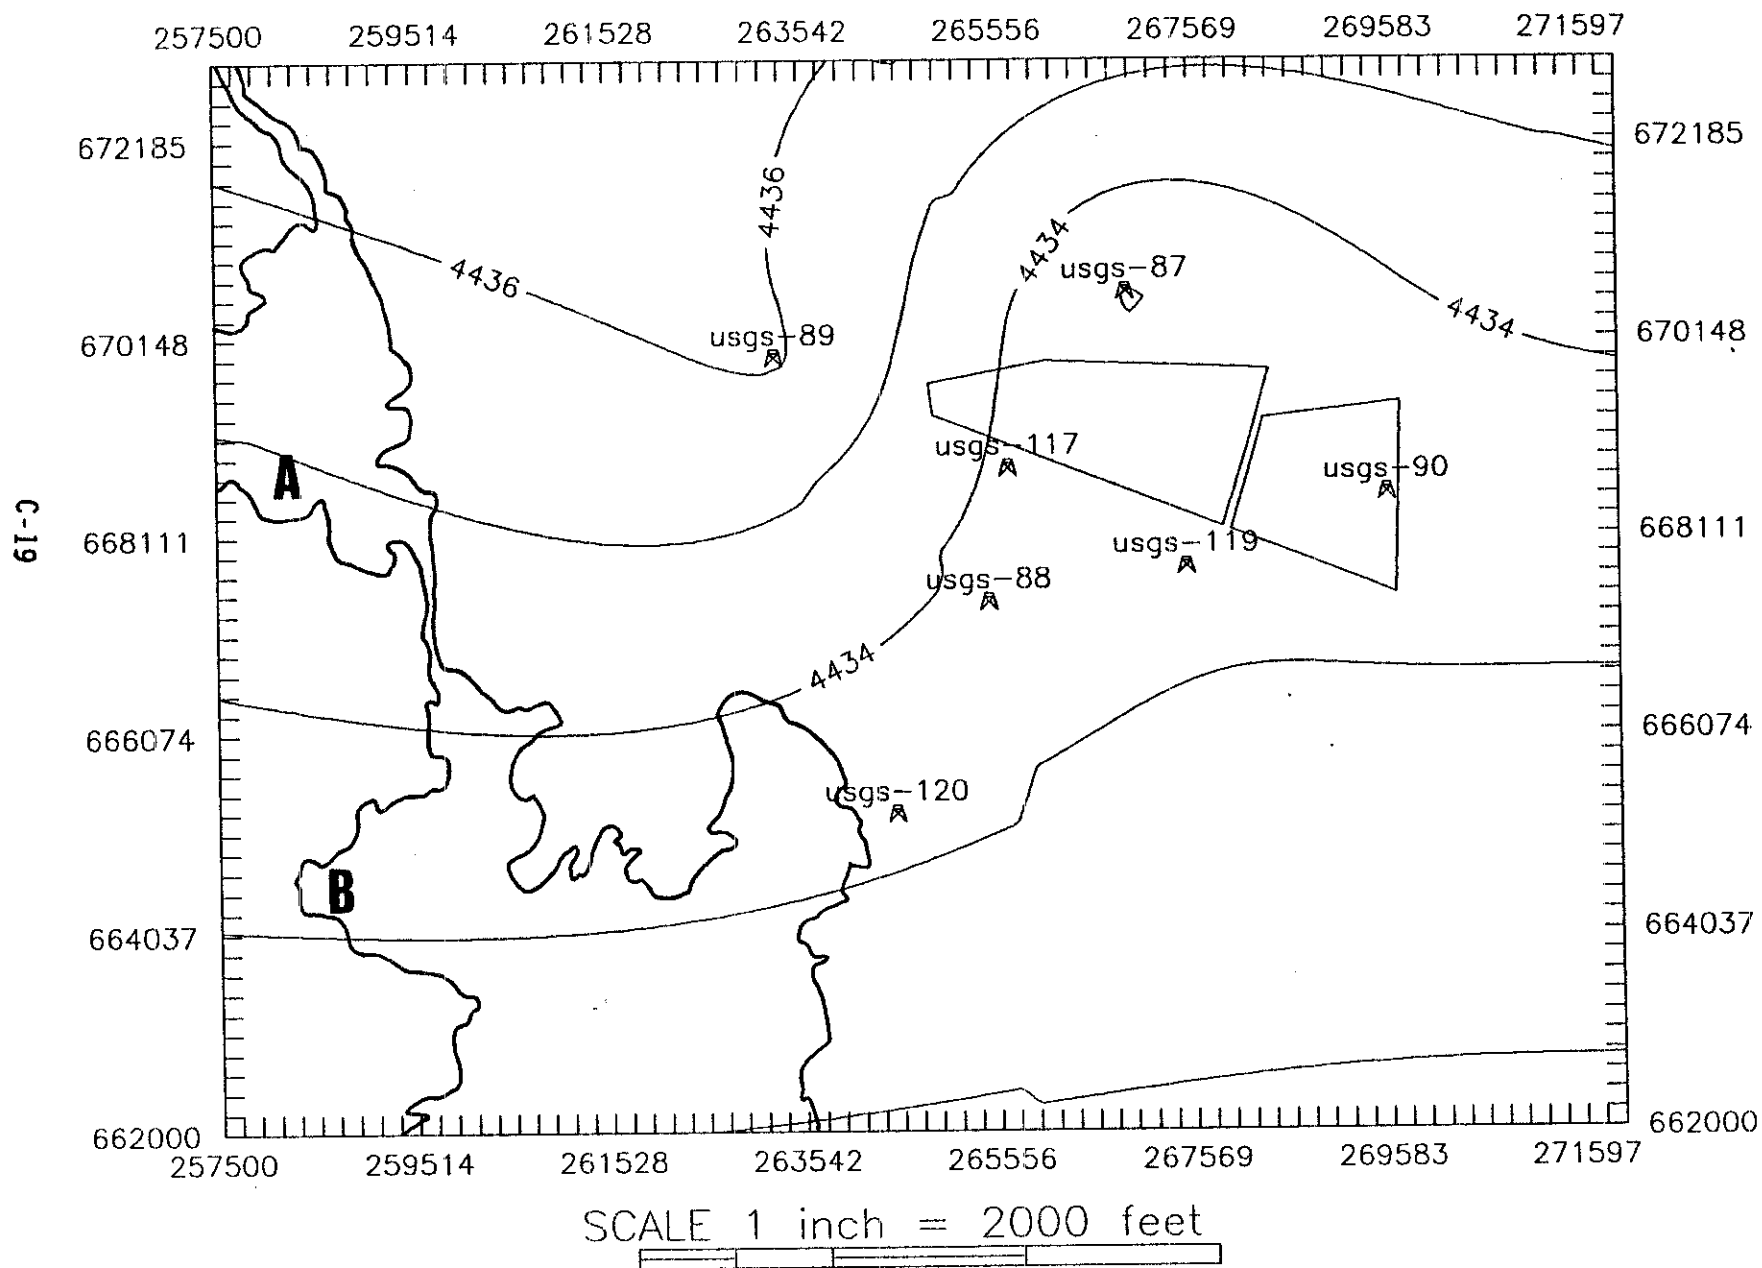 257500 259514 261528 263542 265556 267569 269583 271597
672185 672185
4436
4434
usgs-87
4436
4434
670148 670148
usgs-89
usgs-117
usgs-90
A
C-19
668111 668111
usgs-119
usgs-88
4434
666074 666074
usgs-120
B
664037 664037
662000 662000
257500 259514 261528 263542 265556 267569 269583 271597
SCALE 1 inch = 2000 feet